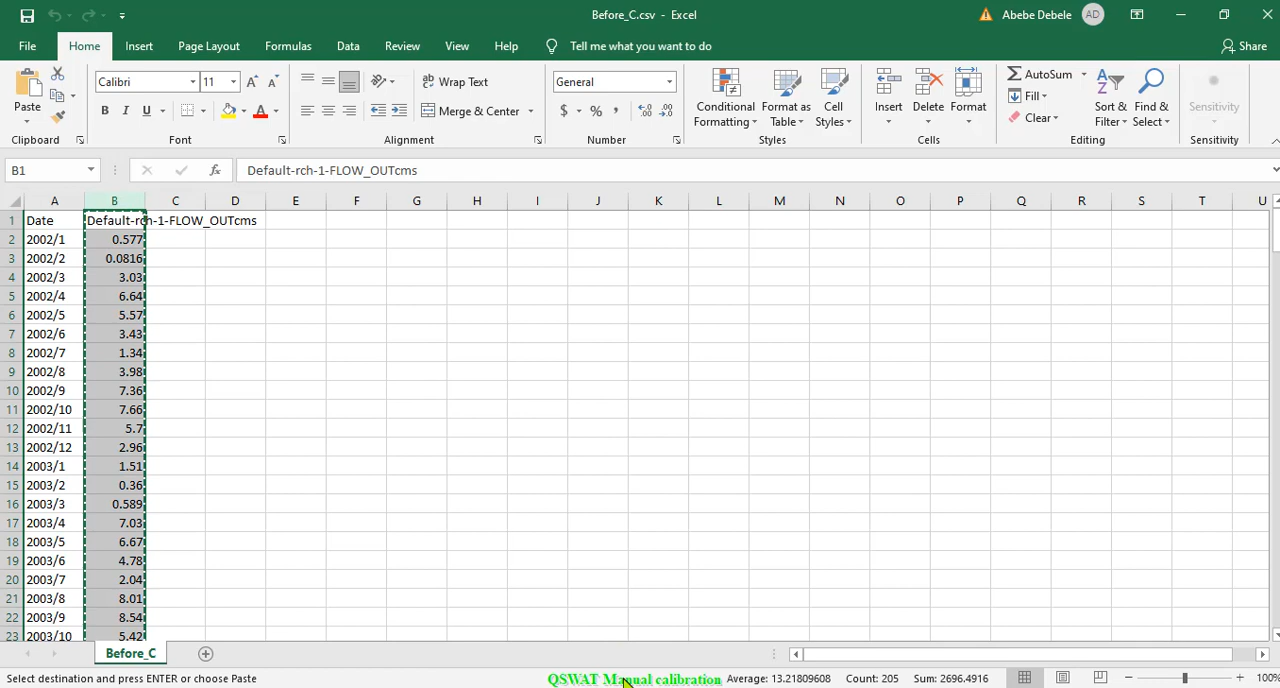 Before_C.csv - Excel
Abebe Debele
AD
File Home Insert Page Layout Formulas Data Review View Help Tell me what you want to do Share
Paste
Clipboard
Calibri 11
B I U
Font
Wrap Text
Merge & Center
Alignment
General
$ % ,
Number
Conditional Formatting
Format as Table
Cell Styles
Styles
Insert Delete Format
Cells
AutoSum
Fill
Clear
Sort & Filter
Find & Select
Editing
Sensitivity
Sensitivity
B1 fx Default-rch-1-FLOW_OUTcms
A B C D E F G H I J K L M N O P Q R S T U
1 Date Default-rch-1-FLOW_OUTcms
2 2002/1 0.577
3 2002/2 0.0816
4 2002/3 3.03
5 2002/4 6.64
6 2002/5 5.57
7 2002/6 3.43
8 2002/7 1.34
9 2002/8 3.98
10 2002/9 7.36
11 2002/10 7.66
12 2002/11 5.7
13 2002/12 2.96
14 2003/1 1.51
15 2003/2 0.36
16 2003/3 0.589
17 2003/4 7.03
18 2003/5 6.67
19 2003/6 4.78
20 2003/7 2.04
21 2003/8 8.01
22 2003/9 8.54
23 2003/10 5.42
Before_C
Select destination and press ENTER or choose Paste QSWAT Manual calibration Average: 13.21809608 Count: 205 Sum: 2696.4916 100%